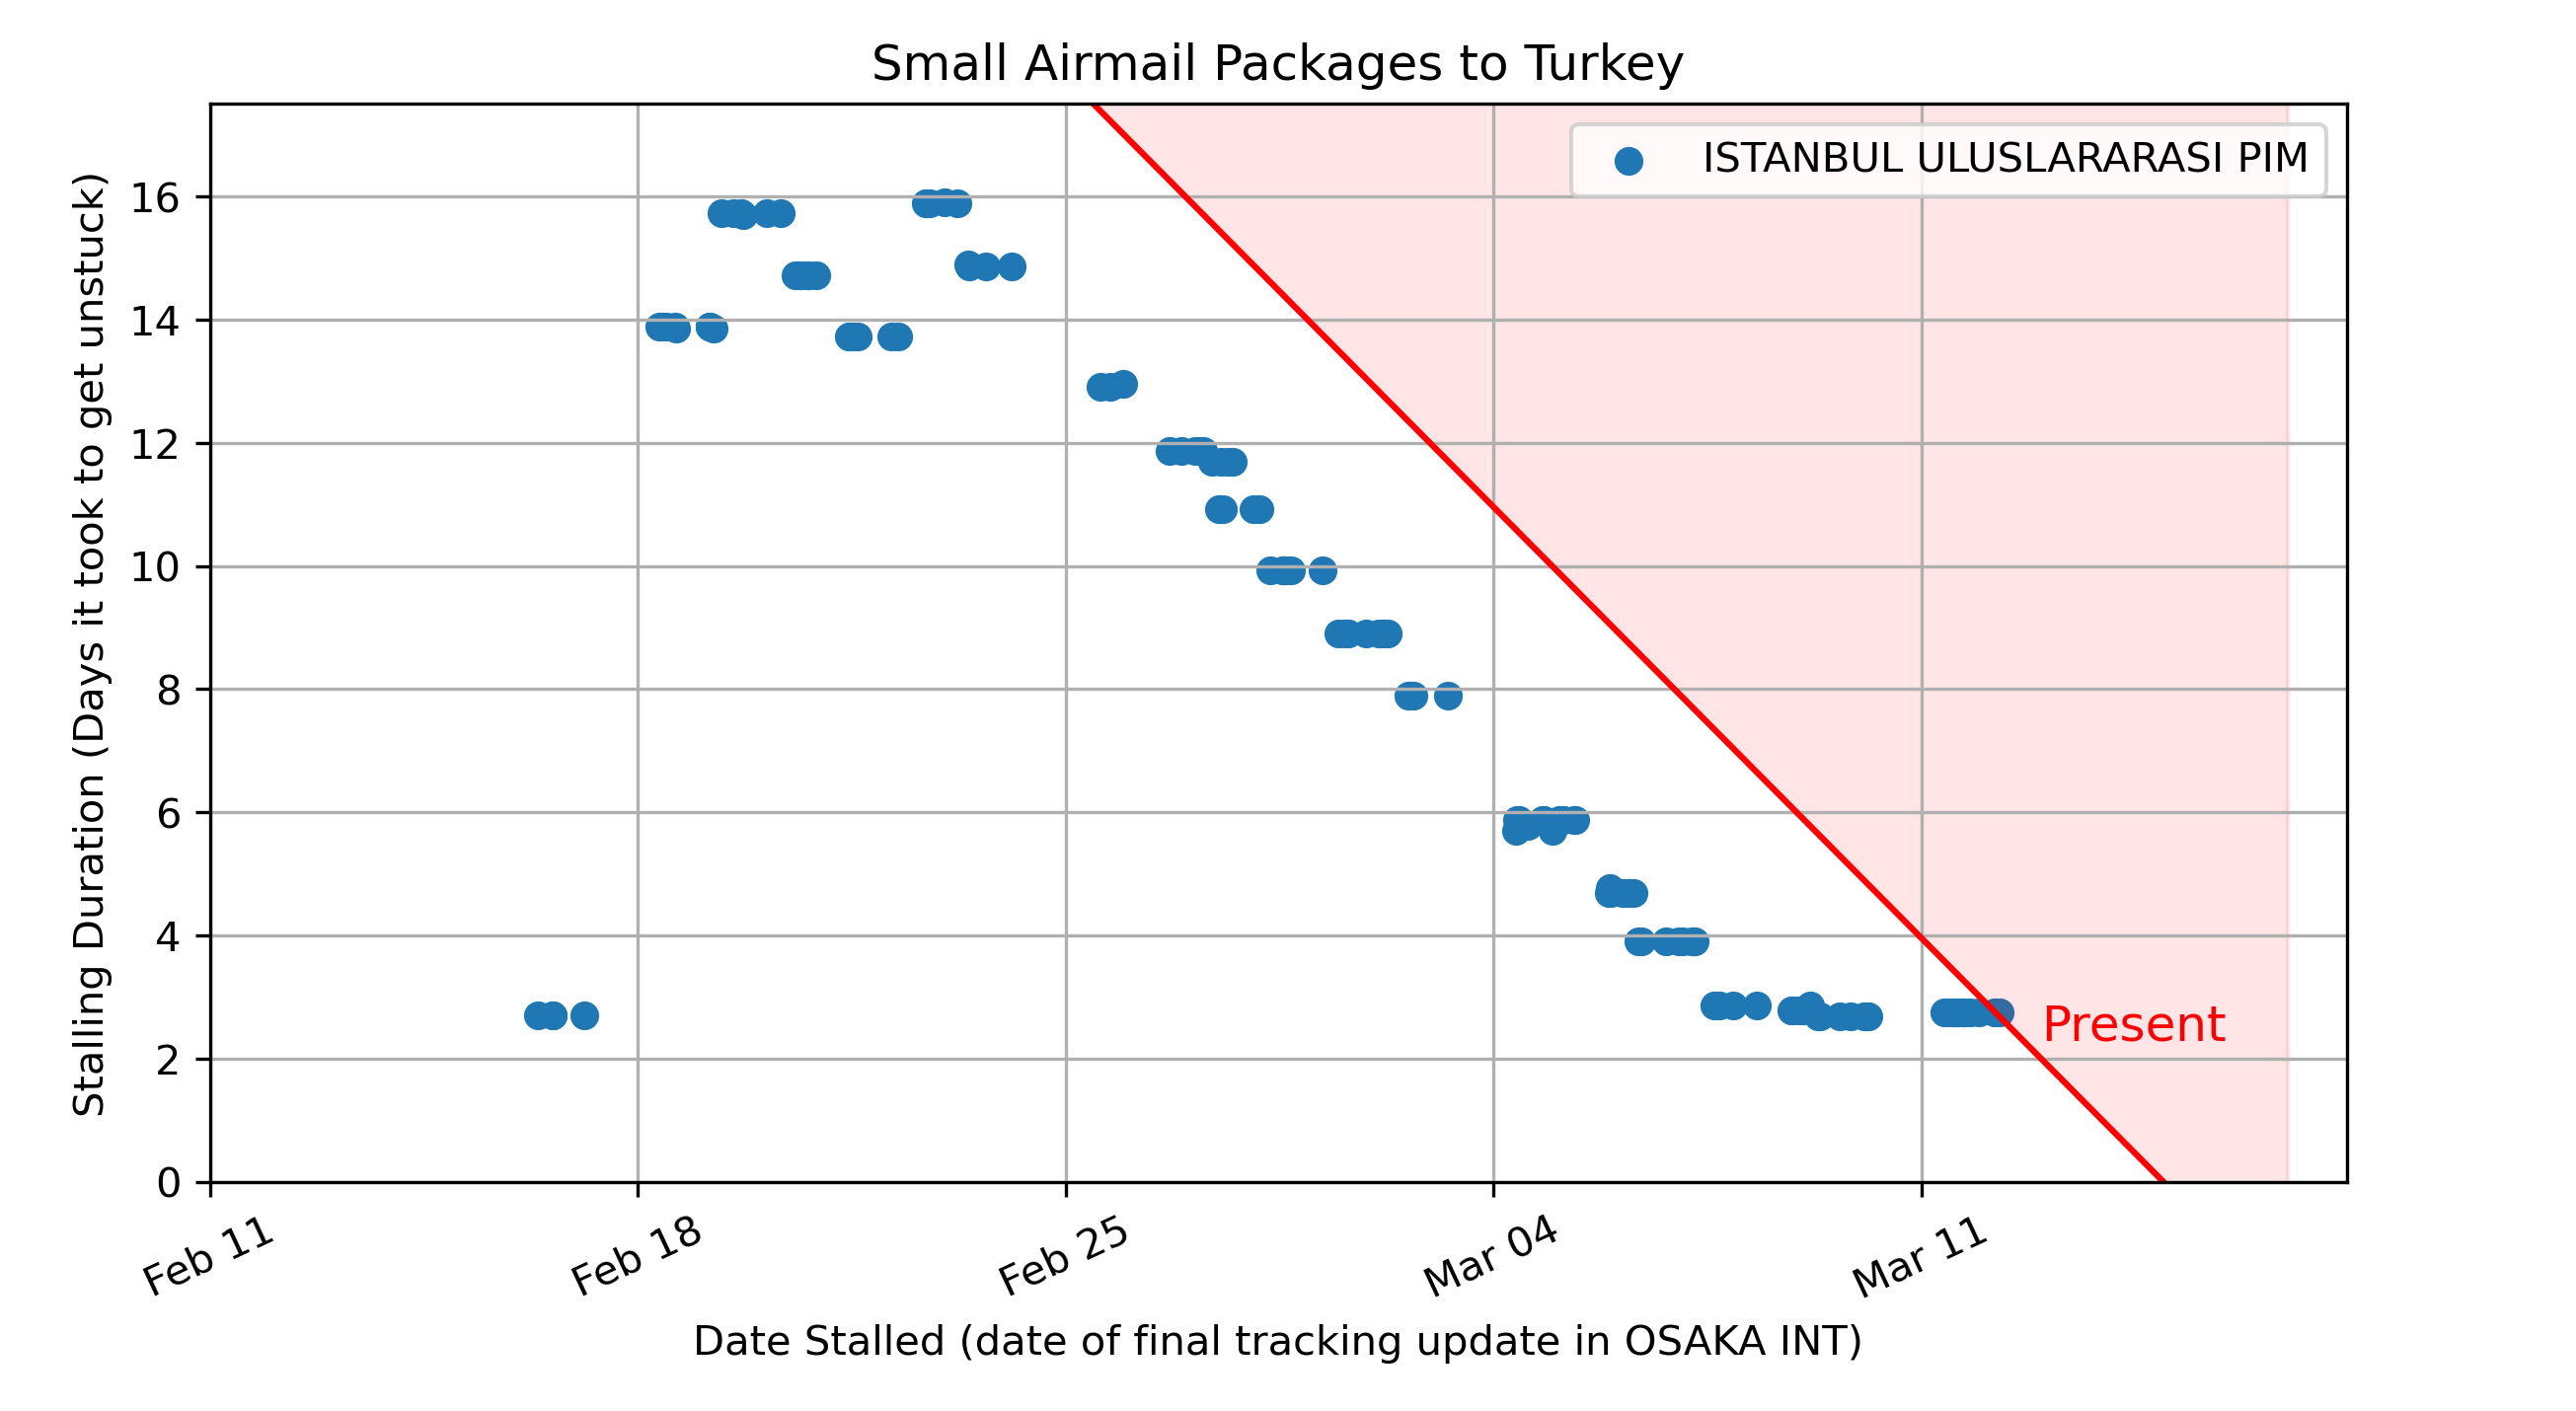 Small Airmail Packages to Turkey
ISTANBUL ULUSLARARASI PIM
Stalling Duration (Days it took to get unstuck)
16
14
12
10
8
6
4
2
0
Present
Feb 11
Feb 18
Feb 25
Mar 04
Mar 11
Date Stalled (date of final tracking update in OSAKA INT)